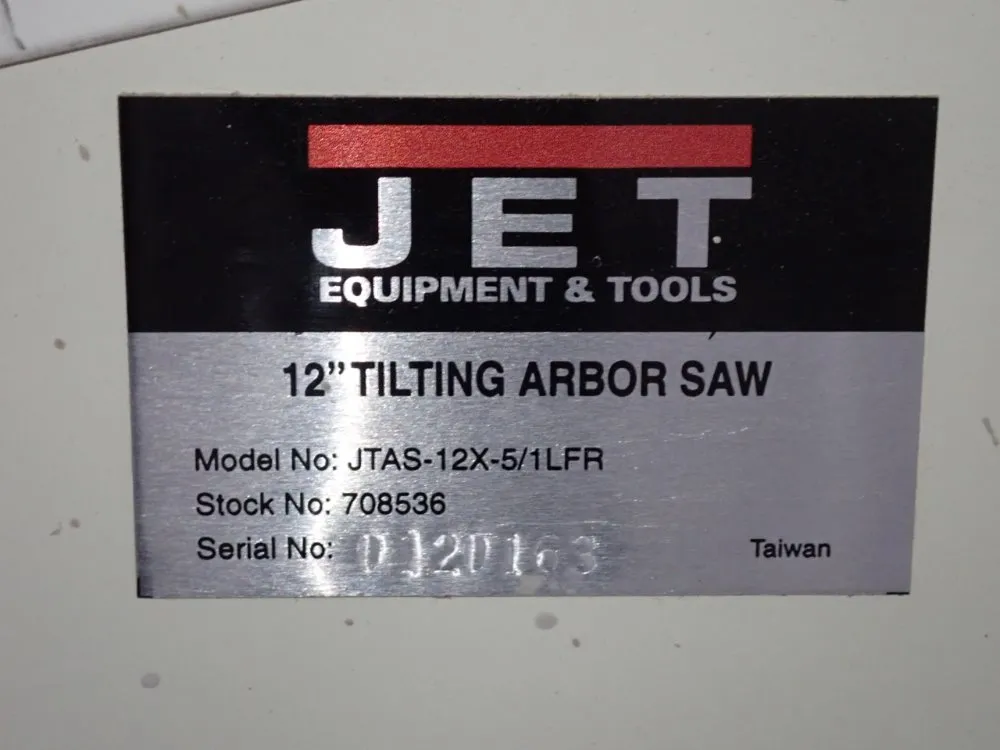 JET
EQUIPMENT & TOOLS
12” TILTING ARBOR SAW
Model No: JTAS-12X-5/1LFR
Stock No: 708536
Serial No:
Taiwan